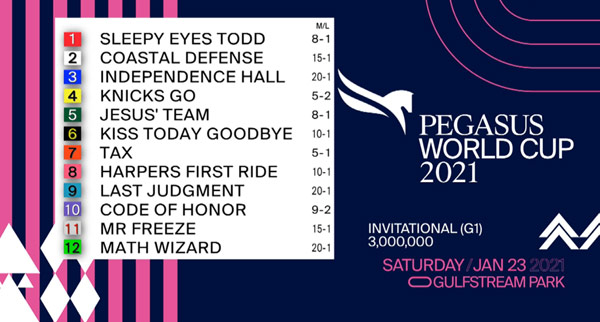 M/L
1 SLEEPY EYES TODD 8-1
2 COASTAL DEFENSE 15-1
3 INDEPENDENCE HALL 20-1
4 KNICKS GO 5-2
5 JESUS' TEAM 8-1
6 KISS TODAY GOODBYE 10-1
7 TAX 5-1
8 HARPERS FIRST RIDE 10-1
9 LAST JUDGMENT 20-1
10 CODE OF HONOR 9-2
11 MR FREEZE 15-1
12 MATH WIZARD 20-1
PEGASUS
WORLD CUP
2021
INVITATIONAL (G1)
3,000,000
SATURDAY/JAN 23 2021
GULFSTREAM PARK